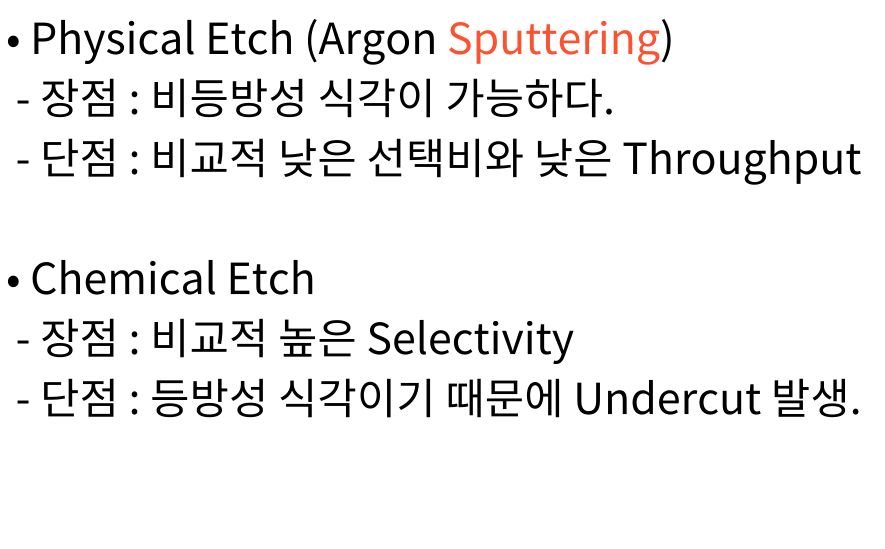 • Physical Etch (Argon Sputtering)
- 장점 : 비등방성 식각이 가능하다.
- 단점 : 비교적 낮은 선택비와 낮은 Throughput
• Chemical Etch
- 장점 : 비교적 높은 Selectivity
- 단점 : 등방성 식각이기 때문에 Undercut 발생.